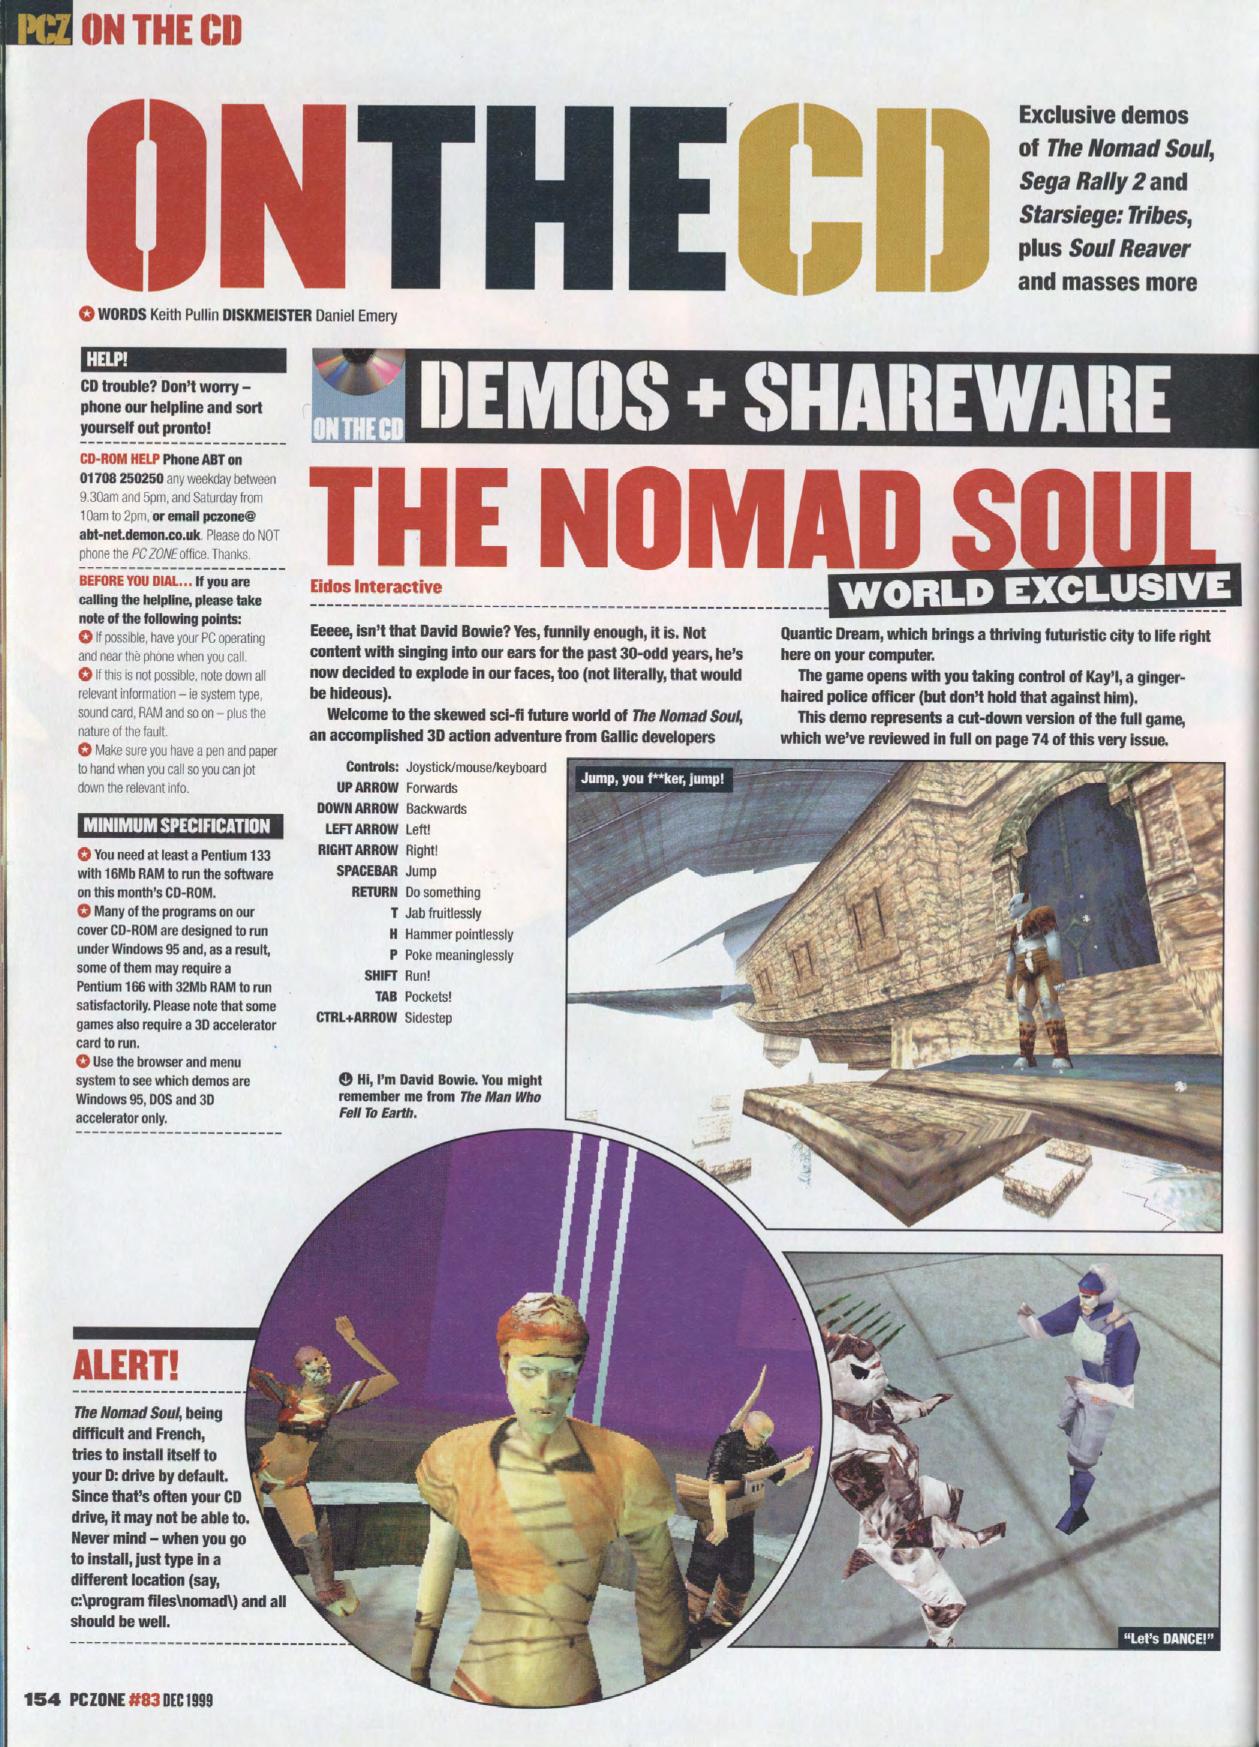 PCZ ON THE CD
ON THE CD
Exclusive demos
of The Nomad Soul,
Sega Rally 2 and
Starsiege: Tribes,
plus Soul Reaver
and masses more
WORDS Keith Pullin DISKMEISTER Daniel Emery
HELP!
CD trouble? Don't worry –
phone our helpline and sort
yourself out pronto!
CD-ROM HELP Phone ABT on
01708 250250 any weekday between
9.30am and 5pm, and Saturday from
10am to 2pm, or email pczone@
abt-net.demon.co.uk. Please do NOT
phone the PC ZONE office. Thanks.
BEFORE YOU DIAL... If you are
calling the helpline, please take
note of the following points:
If possible, have your PC operating
and near the phone when you call.
If this is not possible, note down all
relevant information – ie system type,
sound card, RAM and so on – plus the
nature of the fault.
Make sure you have a pen and paper
to hand when you call so you can jot
down the relevant info.
MINIMUM SPECIFICATION
You need at least a Pentium 133
with 16Mb RAM to run the software
on this month's CD-ROM.
Many of the programs on our
cover CD-ROM are designed to run
under Windows 95 and, as a result,
some of them may require a
Pentium 166 with 32Mb RAM to run
satisfactorily. Please note that some
games also require a 3D accelerator
card to run.
Use the browser and menu
system to see which demos are
Windows 95, DOS and 3D
accelerator only.
ON THE CD
DEMOS + SHAREWARE
THE NOMAD SOUL
WORLD EXCLUSIVE
Eidos Interactive
Eeeee, isn't that David Bowie? Yes, funnily enough, it is. Not
content with singing into our ears for the past 30-odd years, he's
now decided to explode in our faces, too (not literally, that would
be hideous).
Welcome to the skewed sci-fi future world of The Nomad Soul,
an accomplished 3D action adventure from Gallic developers
Quantic Dream, which brings a thriving futuristic city to life right
here on your computer.
The game opens with you taking control of Kay'l, a ginger-
haired police officer (but don't hold that against him).
This demo represents a cut-down version of the full game,
which we've reviewed in full on page 74 of this very issue.
Controls: Joystick/mouse/keyboard
UP ARROW Forwards
DOWN ARROW Backwards
LEFT ARROW Left!
RIGHT ARROW Right!
SPACEBAR Jump
RETURN Do something
T Jab fruitlessly
H Hammer pointlessly
P Poke meaninglessly
SHIFT Run!
TAB Pockets!
CTRL+ARROW Sidestep
Jump, you f**ker, jump!
Hi, I'm David Bowie. You might
remember me from The Man Who
Fell To Earth.
ALERT!
The Nomad Soul, being
difficult and French,
tries to install itself to
your D: drive by default.
Since that's often your CD
drive, it may not be able to.
Never mind – when you go
to install, just type in a
different location (say,
c:\program files\nomad\) and all
should be well.
"Let's DANCE!"
154 PC ZONE #83 DEC 1999